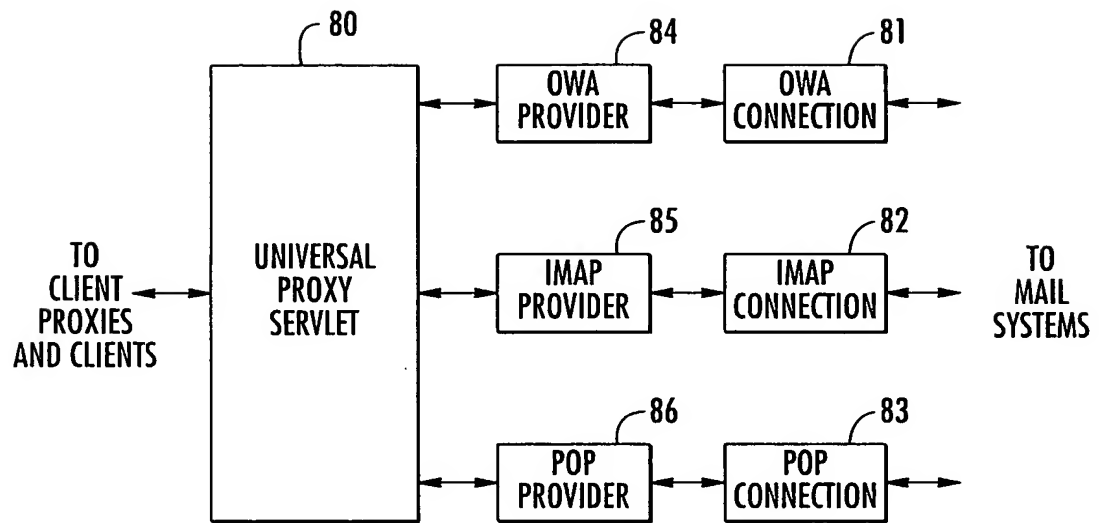 80
84
81
OWA
PROVIDER
OWA
CONNECTION
85
82
TO
CLIENT
PROXIES
AND CLIENTS
UNIVERSAL
PROXY
SERVLET
IMAP
PROVIDER
IMAP
CONNECTION
TO
MAIL
SYSTEMS
86
83
POP
PROVIDER
POP
CONNECTION